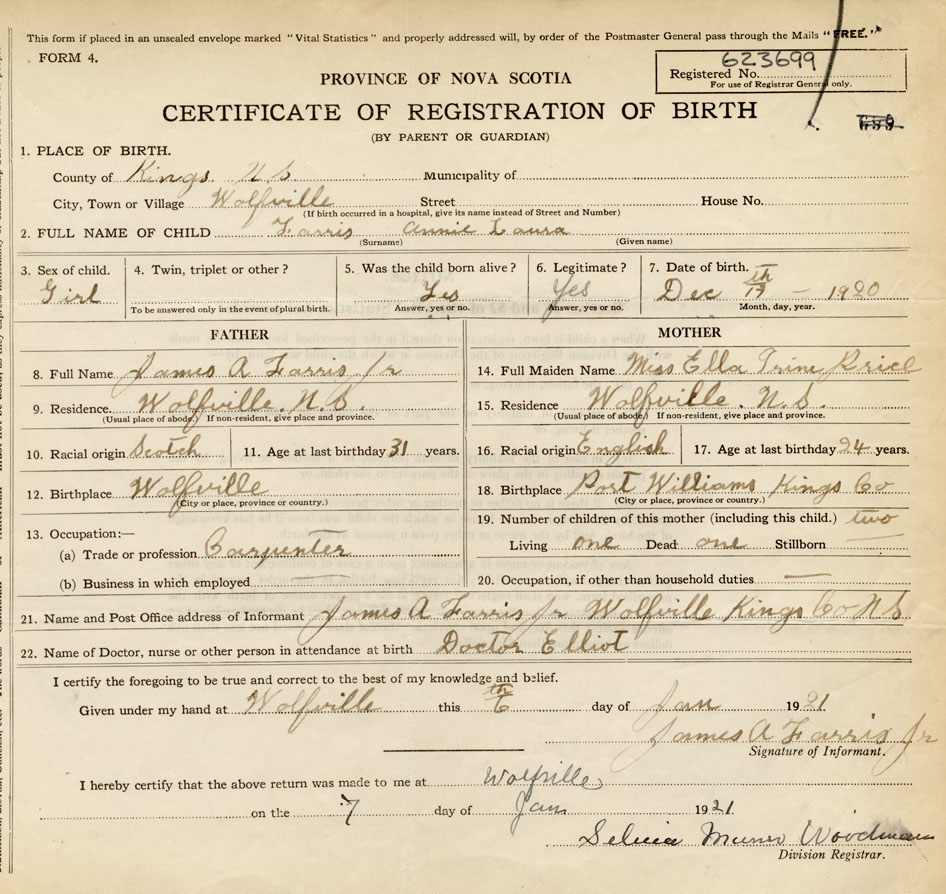 This form if placed in an unsealed envelope marked "Vital Statistics" and properly addressed will, by order of the Postmaster General pass through the Mails "FREE."
FORM 4.
623699
Registered No.
For use of Registrar General only.
PROVINCE OF NOVA SCOTIA
CERTIFICATE OF REGISTRATION OF BIRTH
(BY PARENT OR GUARDIAN)
1. PLACE OF BIRTH.
County of Kings. N S Municipality of
City, Town or Village Wolfville Street House No.
(If birth occurred in a hospital, give its name instead of Street and Number)
2. FULL NAME OF CHILD Farris Annie Laura
(Surname) (Given name)
3. Sex of child. 4. Twin, triplet or other? 5. Was the child born alive? 6. Legitimate? 7. Date of birth.
Girl Yes Yes Dec 17th - 1920
To be answered only in the event of plural birth. Answer, yes or no. Answer, yes or no. Month, day, year.
FATHER MOTHER
8. Full Name James A Farris Jr 14. Full Maiden Name Miss Ella Price
9. Residence. Wolfville. N.S. 15. Residence Wolfville. N.S.
(Usual place of abode) If non-resident, give place and province. (Usual place of abode) If non-resident, give place and province.
10. Racial origin Scotch 11. Age at last birthday 31 years. 16. Racial origin English 17. Age at last birthday 24 years.
12. Birthplace Wolfville 18. Birthplace Port Williams Kings Co
(City or place, province or country.) (City or place, province or country.)
13. Occupation:— 19. Number of children of this mother (including this child.) two
(a) Trade or profession Carpenter Living one Dead one Stillborn —
(b) Business in which employed — 20. Occupation, if other than household duties —
21. Name and Post Office address of Informant James A Farris Jr Wolfville Kings Co N S
22. Name of Doctor, nurse or other person in attendance at birth Doctor Elliot
I certify the foregoing to be true and correct to the best of my knowledge and belief.
Given under my hand at Wolfville this 6th day of Jan 1921
James A Farris Jr
Signature of Informant.
I hereby certify that the above return was made to me at Wolfville
on the 7 day of Jan 1921.
Woodman
Division Registrar.